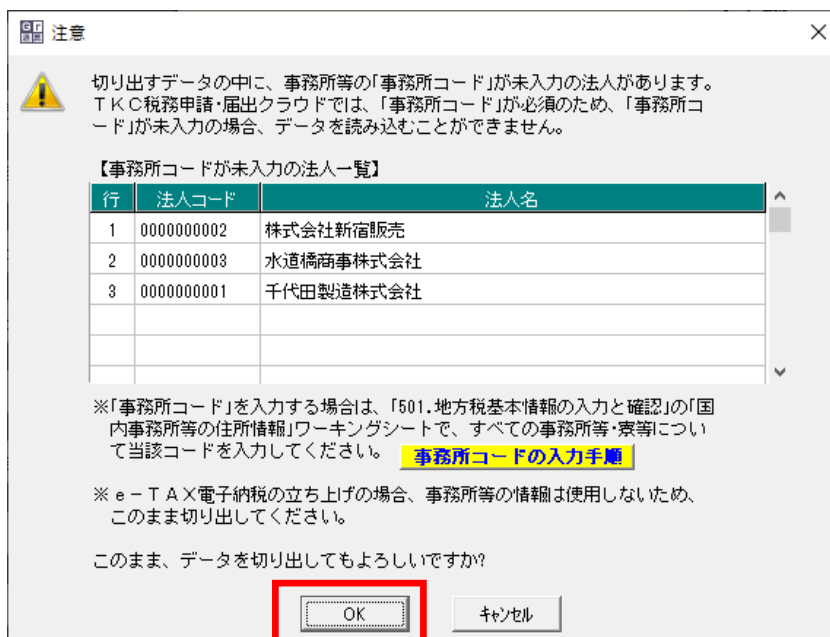 Gr
通算
注意
切り出すデータの中に、事務所等の「事務所コード」が未入力の法人があります。
ＴＫＣ税務申請・届出クラウドでは、「事務所コード」が必須のため、「事務所コ
ード」が未入力の場合、データを読み込むことができません。
【事務所コードが未入力の法人一覧】
行 法人コード 法人名
1 0000000002 株式会社新宿販売
2 0000000003 水道橋商事株式会社
3 0000000001 千代田製造株式会社
※「事務所コード」を入力する場合は、「501.地方税基本情報の入力と確認」の「国
内事務所等の住所情報」ワーキングシートで、すべての事務所等・寮等につい
て当該コードを入力してください。 事務所コードの入力手順
※ｅ－ＴＡＸ電子納税の立ち上げの場合、事務所等の情報は使用しないため、
このまま切り出してください。
このまま、データを切り出してもよろしいですか?
OK ｷｬﾝｾﾙ